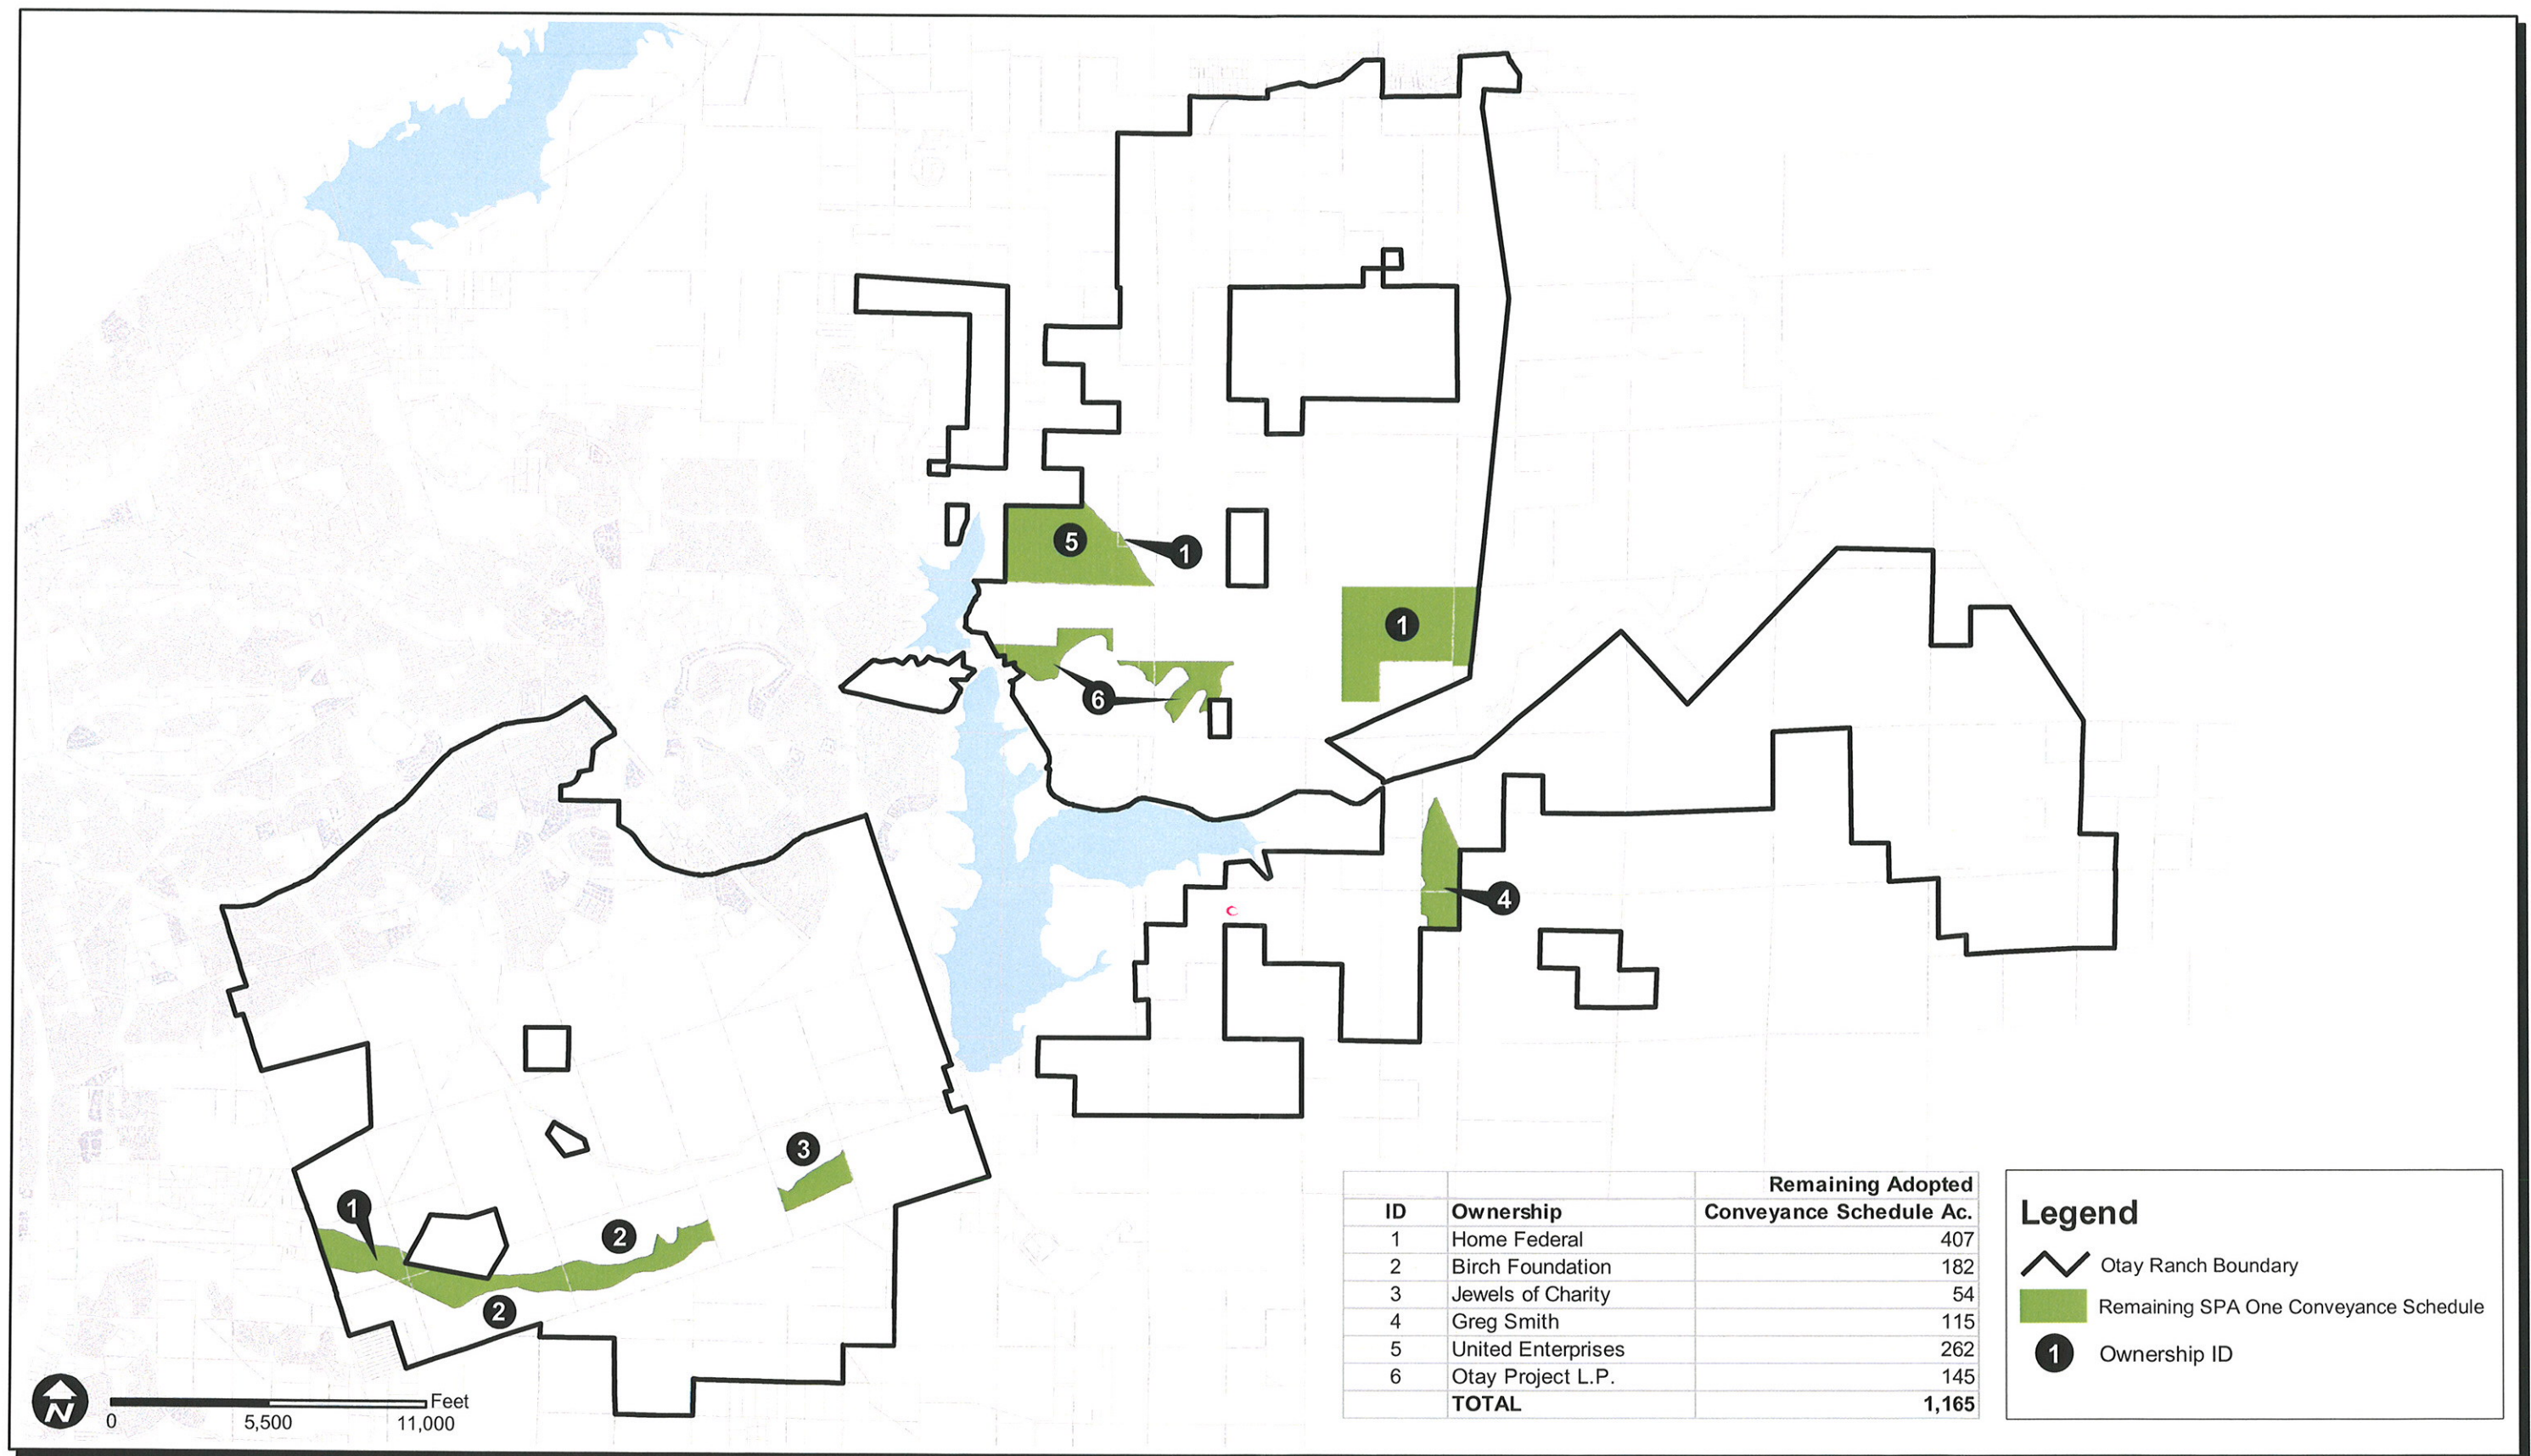 5
1
1
6
4
3
1
2
2
Remaining Adopted
ID Ownership Conveyance Schedule Ac.
1 Home Federal 407
2 Birch Foundation 182
3 Jewels of Charity 54
4 Greg Smith 115
5 United Enterprises 262
6 Otay Project L.P. 145
TOTAL 1,165
Legend
Otay Ranch Boundary
Remaining SPA One Conveyance Schedule
1 Ownership ID
N
Feet
0 5,500 11,000